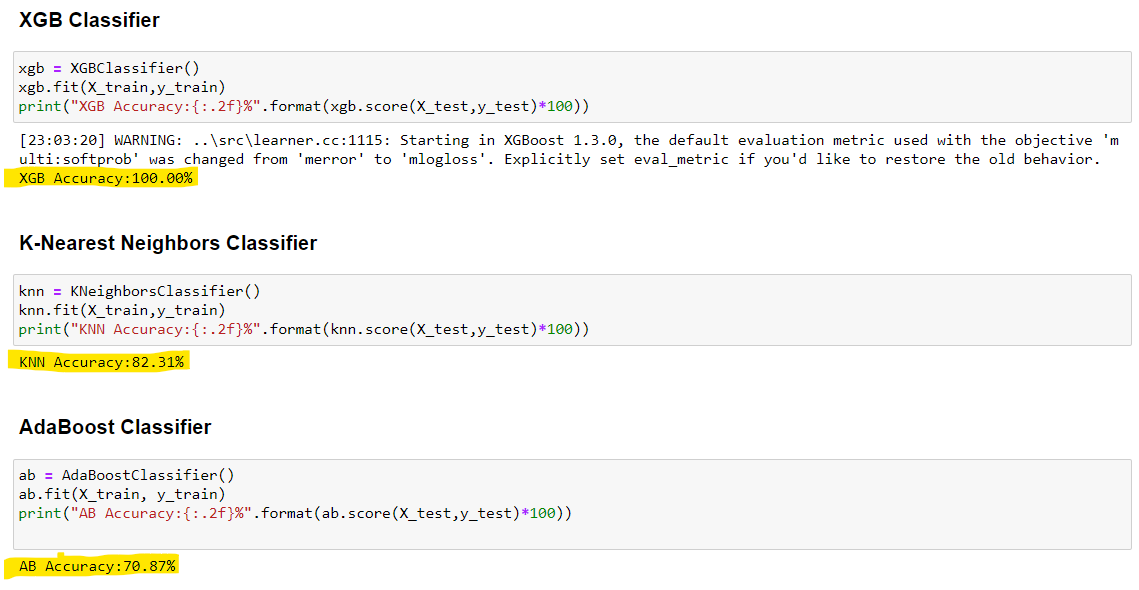 XGB Classifier
xgb = XGBClassifier()
xgb.fit(X_train,y_train)
print("XGB Accuracy:{:.2f}%".format(xgb.score(X_test,y_test)*100))
[23:03:20] WARNING: ..\src\learner.cc:1115: Starting in XGBoost 1.3.0, the default evaluation metric used with the objective 'm
ulti:softprob' was changed from 'merror' to 'mlogloss'. Explicitly set eval_metric if you'd like to restore the old behavior.
XGB Accuracy:100.00%
K-Nearest Neighbors Classifier
knn = KNeighborsClassifier()
knn.fit(X_train,y_train)
print("KNN Accuracy:{:.2f}%".format(knn.score(X_test,y_test)*100))
KNN Accuracy:82.31%
AdaBoost Classifier
ab = AdaBoostClassifier()
ab.fit(X_train, y_train)
print("AB Accuracy:{:.2f}%".format(ab.score(X_test,y_test)*100))
AB Accuracy:70.87%